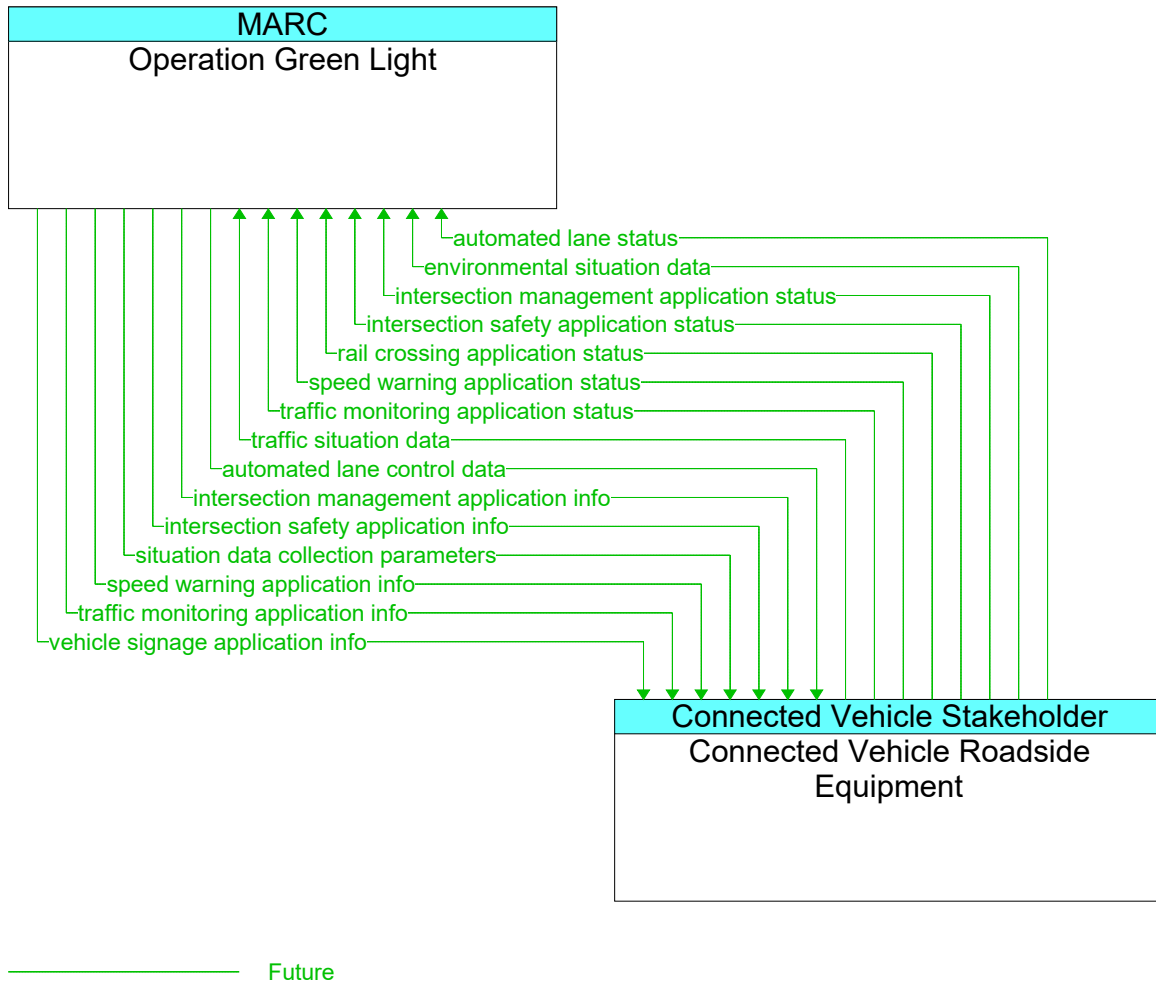 MARC
Operation Green Light
automated lane status
environmental situation data
intersection management application status
intersection safety application status
rail crossing application status
speed warning application status
traffic monitoring application status
traffic situation data
automated lane control data
intersection management application info
intersection safety application info
situation data collection parameters
speed warning application info
traffic monitoring application info
vehicle signage application info
Connected Vehicle Stakeholder
Connected Vehicle Roadside
Equipment
Future